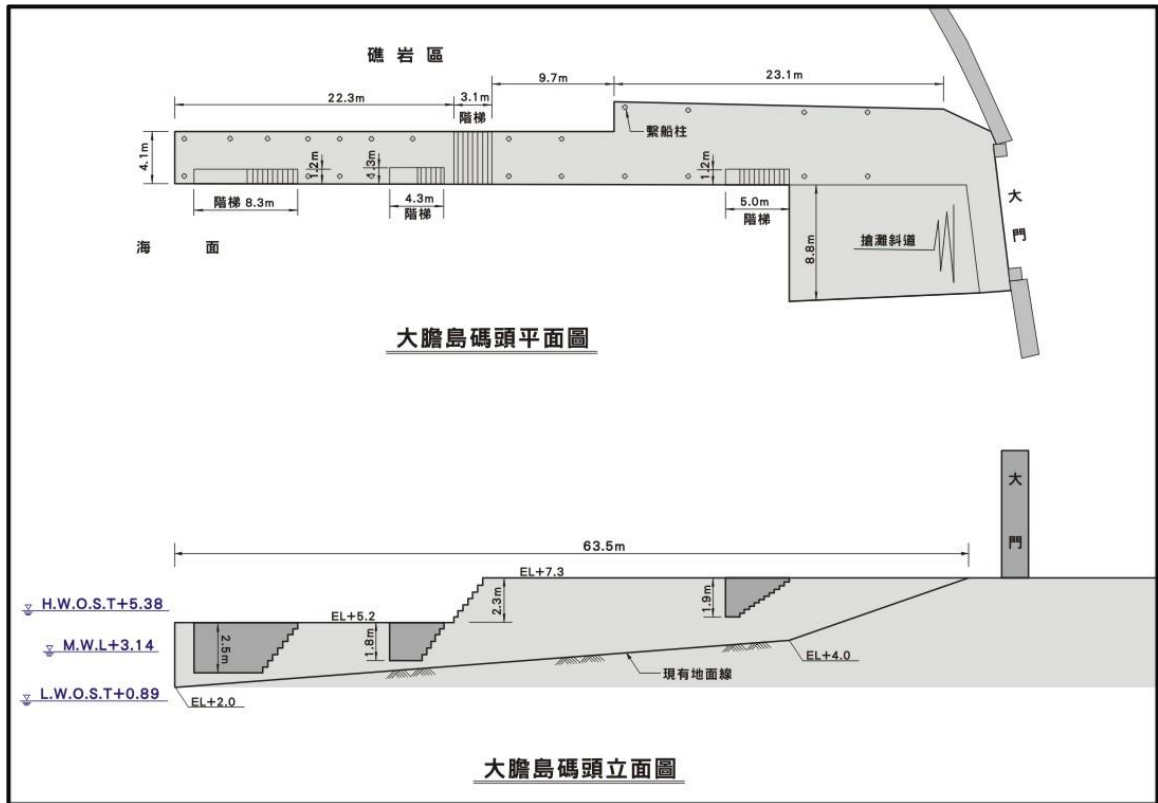 礁岩區
9.7m
23.1m
22.3m
3.1m
階梯
繫船柱
4.1m
1.2m
1.3m
1.2m
階梯 8.3m
4.3m
階梯
5.0m
階梯
大門
海面
8.8m
搶灘斜道
大膽島碼頭平面圖
大門
63.5m
EL+7.3
H.W.O.S.T+5.38
EL+5.2
2.3m
1.9m
M.W.L+3.14
2.5m
1.8m
EL+4.0
現有地面線
L.W.O.S.T+0.89
EL+2.0
大膽島碼頭立面圖